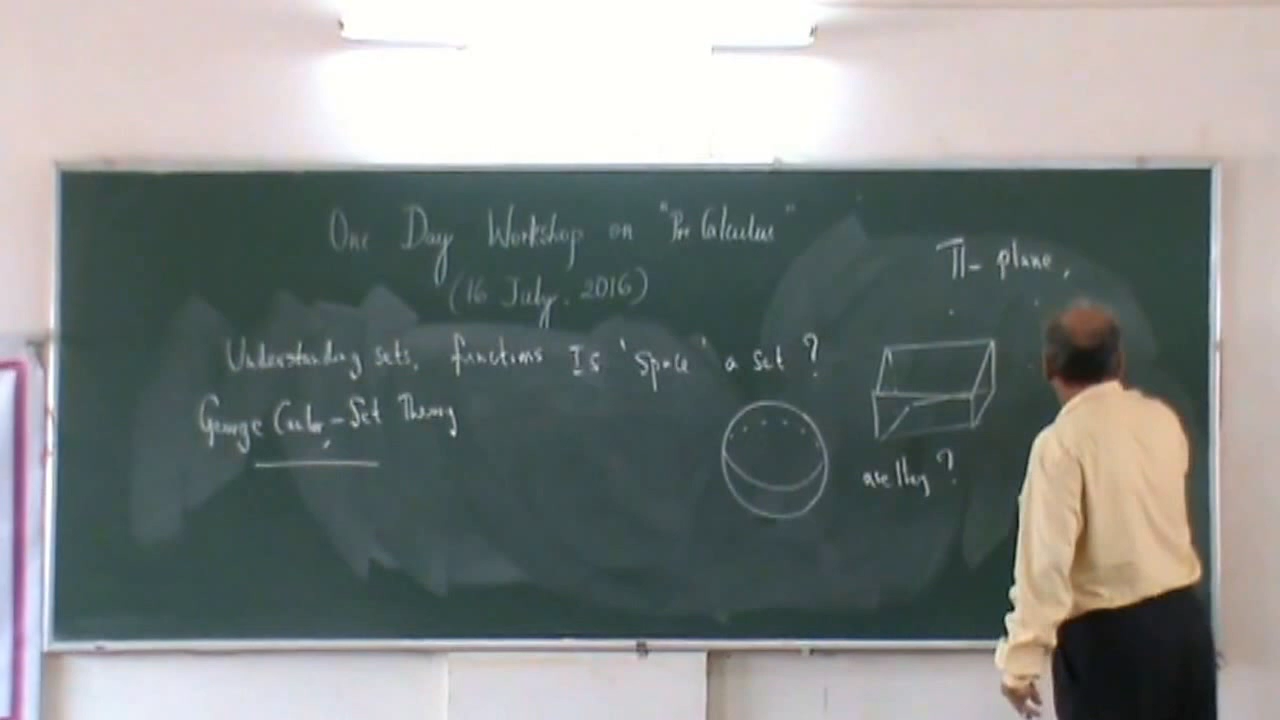 One Day Workshop on "Pre Calculus"
(16 July, 2016)
Π- plane,
Understanding sets, functions Is 'Space' a set ?
George Cantor - Set Theory
are they ?